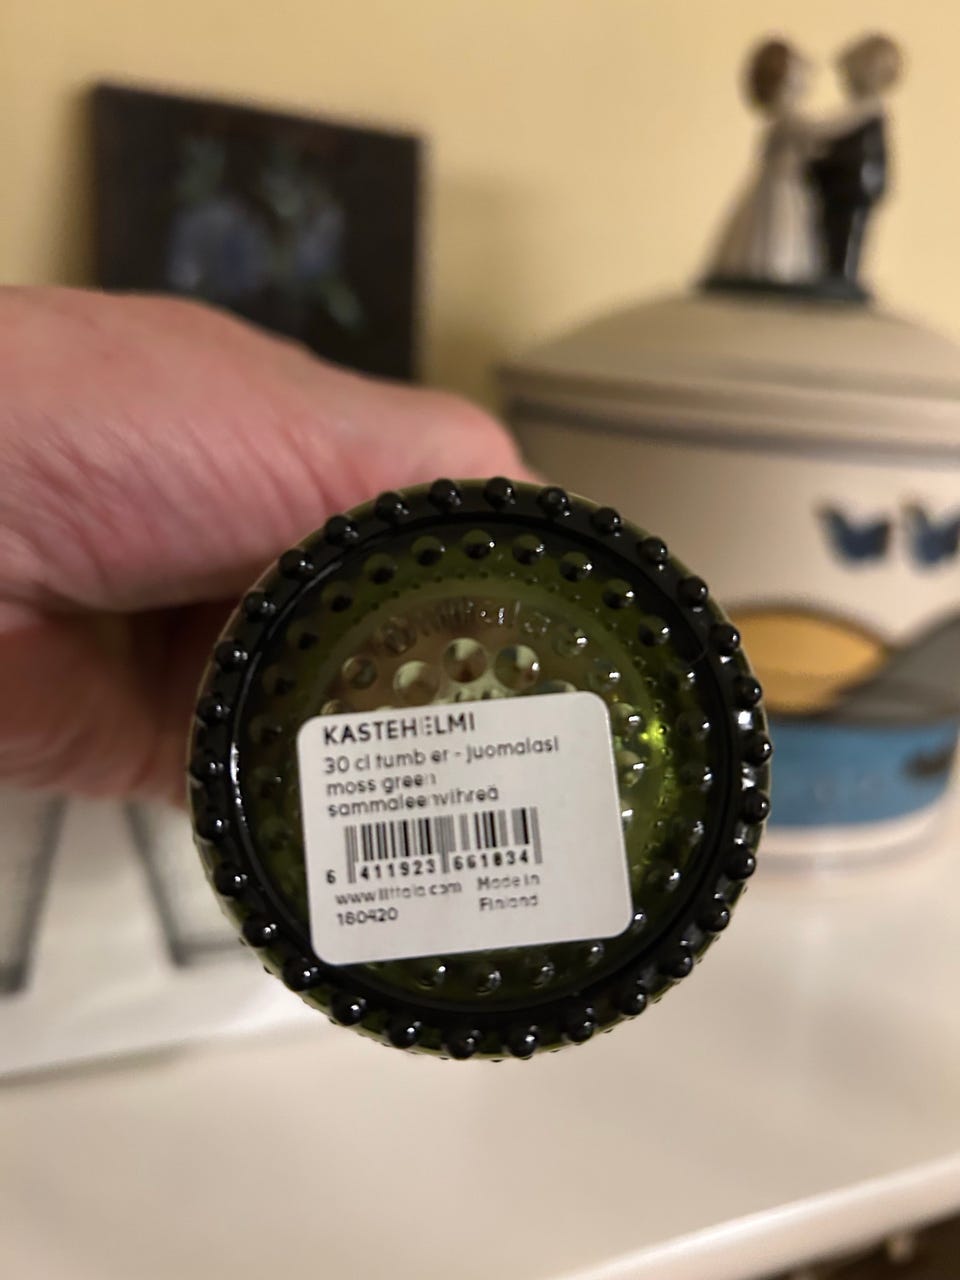 KASTEHELMI
30 cl tumbler - juomalasi
moss green
sammaleenvihreä
6 411923 661834
www.iittala.com Made in
180420 Finland